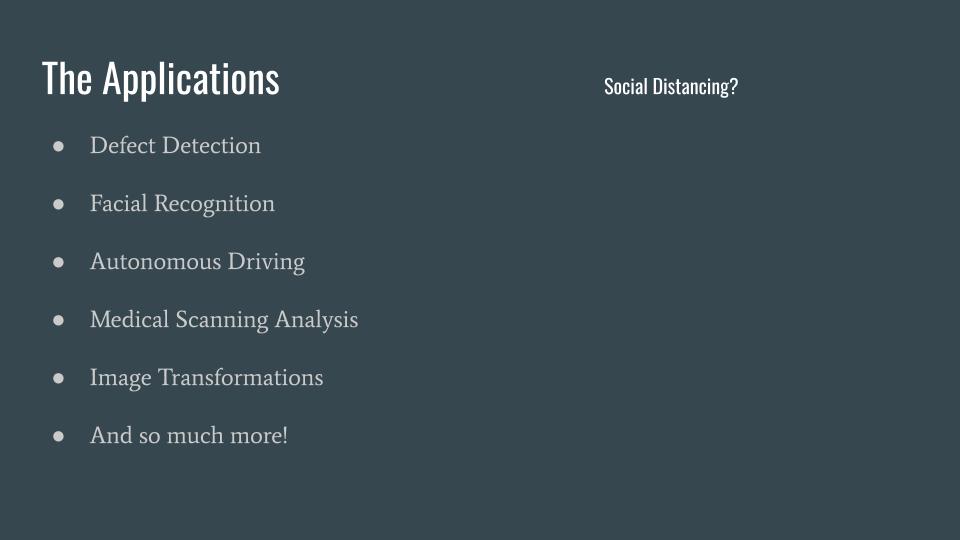 The Applications
Social Distancing?
● Defect Detection
● Facial Recognition
● Autonomous Driving
● Medical Scanning Analysis
● Image Transformations
● And so much more!